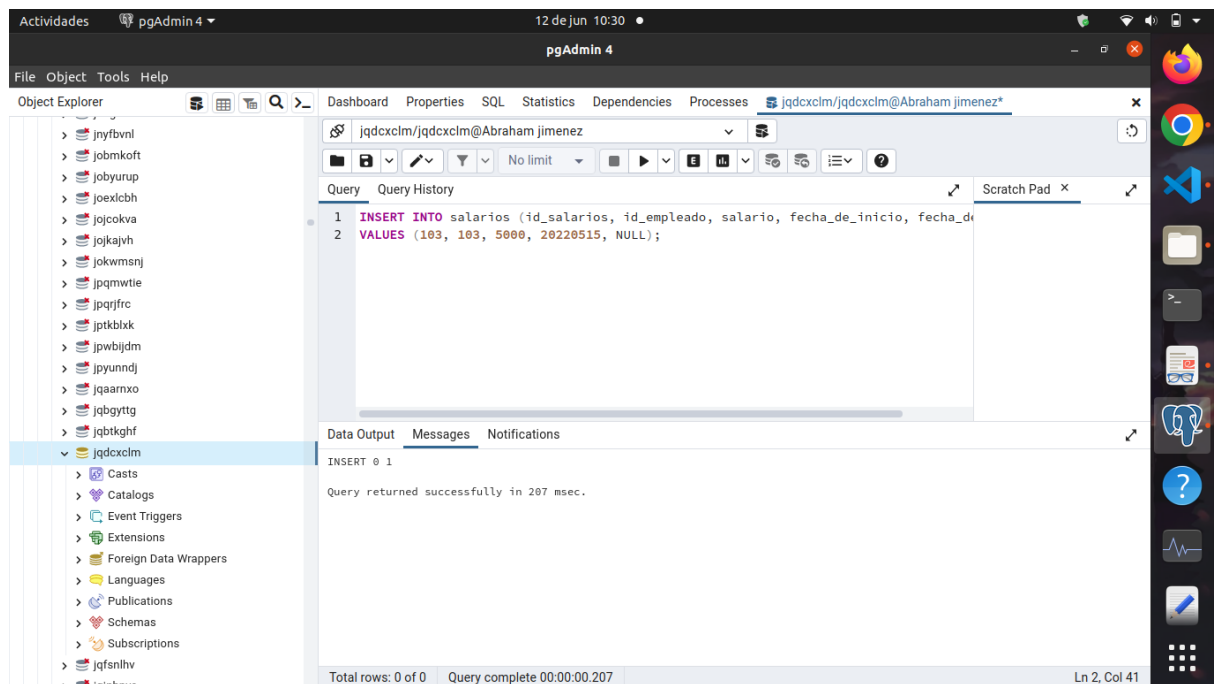 Actividades pgAdmin 4 12 de jun 10:30
pgAdmin 4
File Object Tools Help
Object Explorer
Dashboard Properties SQL Statistics Dependencies Processes jqdcxclm/jqdcxclm@Abraham jimenez*
jnyfbvnl
jobmkoft
jobyurup
joexlcbh
jojcokva
jojkajvh
jokwmsnj
jpqmwtie
jpqrjfrc
jptkblxk
jpwbijdm
jpyunndj
jqaarnxo
jqbgyttg
jqbtkghf
jqdcxclm
Casts
Catalogs
Event Triggers
Extensions
Foreign Data Wrappers
Languages
Publications
Schemas
Subscriptions
jqfsnlhv
jqdcxclm/jqdcxclm@Abraham jimenez
No limit
Query Query History
Scratch Pad
1 INSERT INTO salarios (id_salarios, id_empleado, salario, fecha_de_inicio, fecha_de
2 VALUES (103, 103, 5000, 20220515, NULL);
Data Output Messages Notifications
INSERT 0 1
Query returned successfully in 207 msec.
Total rows: 0 of 0 Query complete 00:00:00.207 Ln 2, Col 41